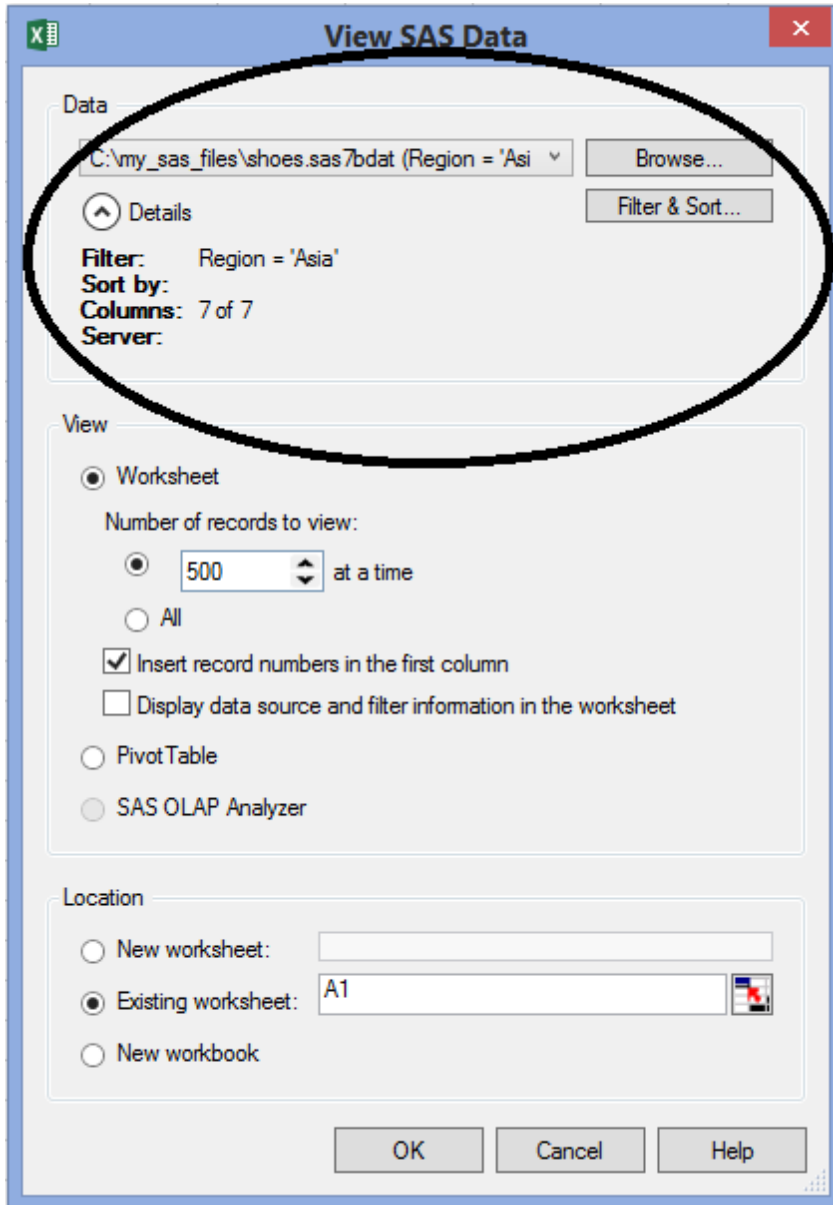 View SAS Data
Data
C:\my_sas_files\shoes.sas7bdat (Region = 'Asi
Browse...
Details
Filter & Sort...
Filter: Region = 'Asia'
Sort by:
Columns: 7 of 7
Server:
View
Worksheet
Number of records to view:
500 at a time
All
Insert record numbers in the first column
Display data source and filter information in the worksheet
PivotTable
SAS OLAP Analyzer
Location
New worksheet:
Existing worksheet: A1
New workbook
OK Cancel Help